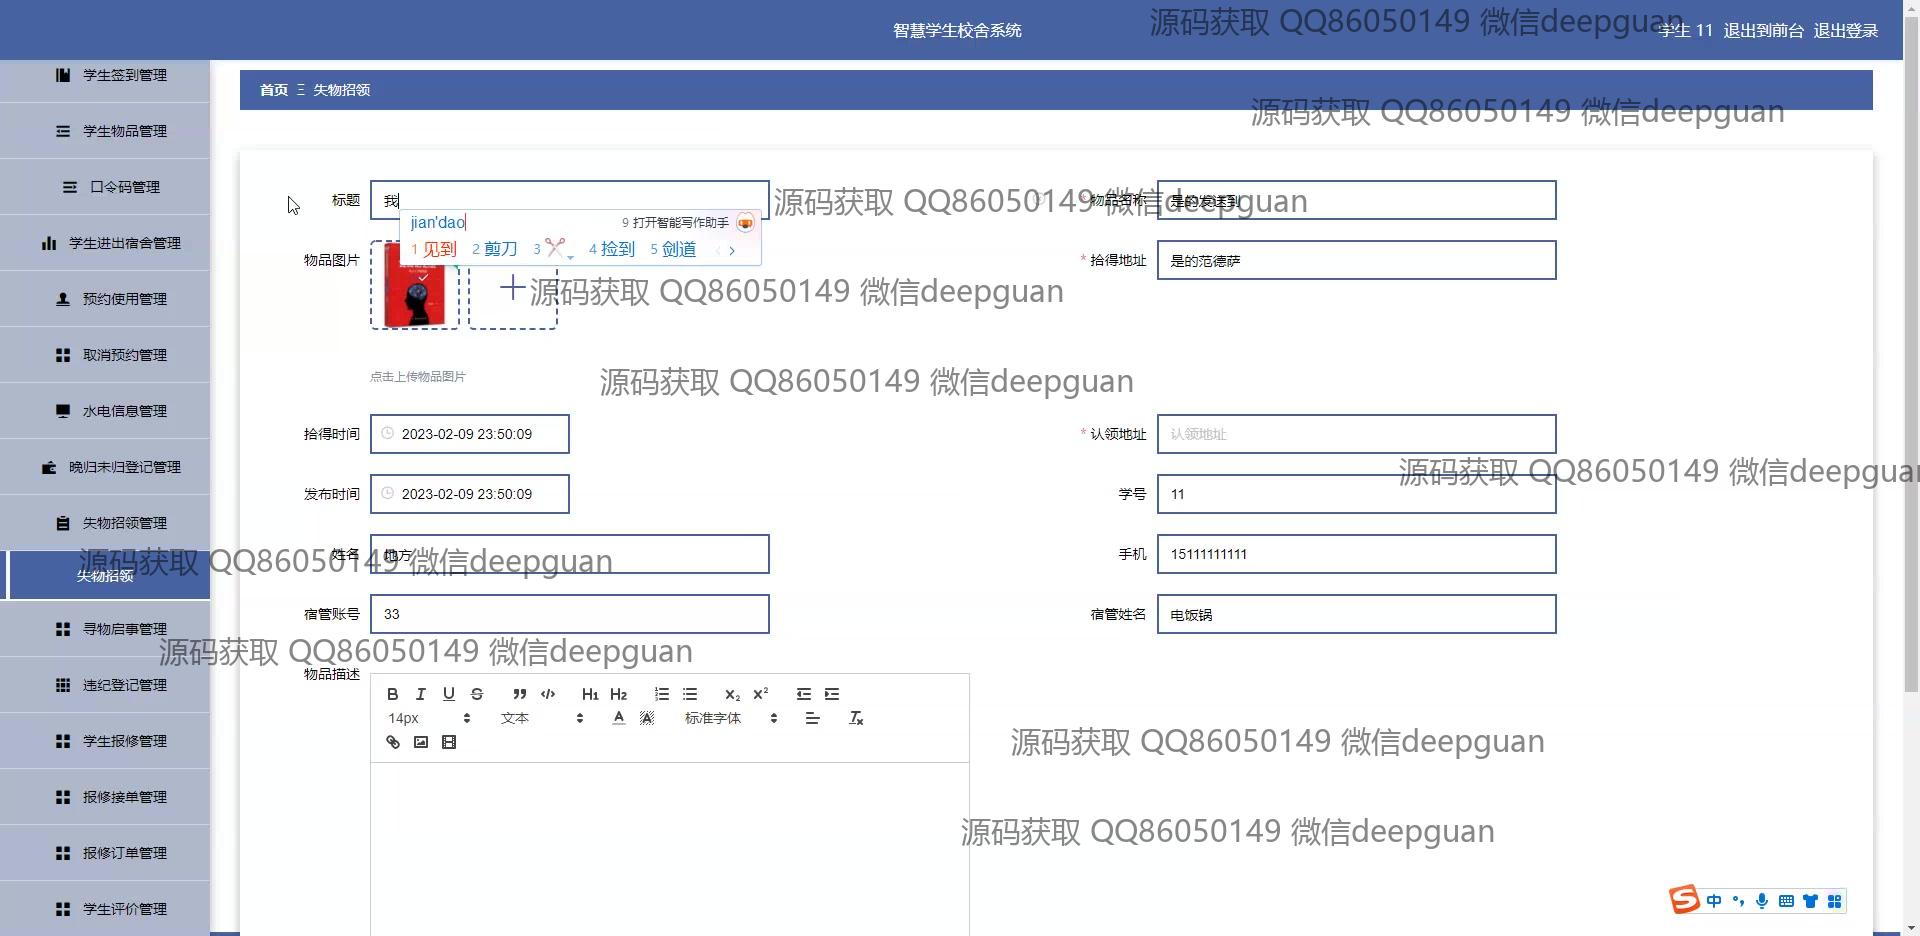 智慧学生校舍系统
源码获取 QQ86050149 微信deepguan
学生 11 退出到前台 退出登录
学生签到管理
首页 Ξ 失物招领
源码获取 QQ86050149 微信deepguan
学生物品管理
口令码管理
标题 我
源码获取 QQ86050149 微信deepguan
*物品名称 是的发送到
jian'dao 9 打开智能写作助手
1 见到 2 剪刀 3 4 捡到 5 剑道
学生进出宿舍管理
物品图片
* 拾得地址 是的范德萨
源码获取 QQ86050149 微信deepguan
预约使用管理
取消预约管理
点击上传物品图片
源码获取 QQ86050149 微信deepguan
水电信息管理
拾得时间 2023-02-09 23:50:09
* 认领地址 认领地址
晚归未归登记管理
源码获取 QQ86050149 微信deepguan
发布时间 2023-02-09 23:50:09
学号 11
失物招领管理
姓名 地方
手机 15111111111
源码获取 QQ86050149 微信deepguan
失物招领
宿管账号 33
宿管姓名 电饭锅
寻物启事管理
源码获取 QQ86050149 微信deepguan
物品描述
违纪登记管理
B I U S H1 H2 X2 X2
14px 文本 A A 标准字体 Tx
学生报修管理
源码获取 QQ86050149 微信deepguan
报修接单管理
源码获取 QQ86050149 微信deepguan
报修订单管理
学生评价管理
S 中